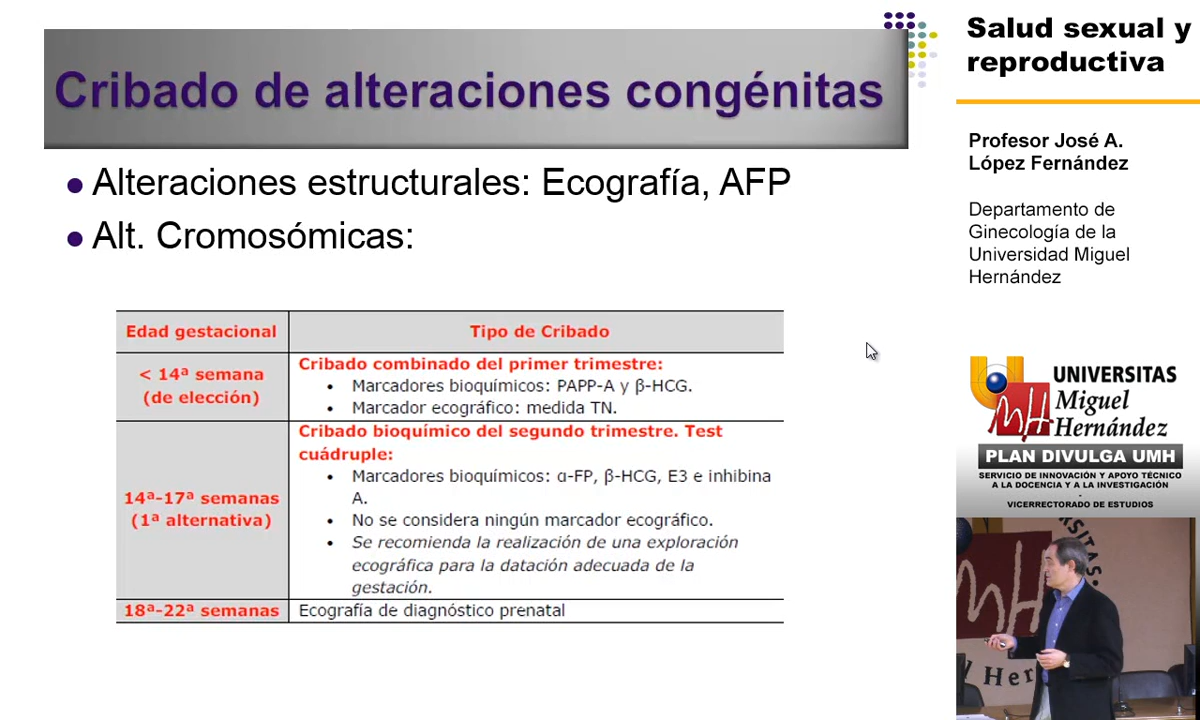 Cribado de alteraciones congénitas
Alteraciones estructurales: Ecografía, AFP
Alt. Cromosómicas:
Edad gestacional
Tipo de Cribado
< 14ª semana
(de elección)
Cribado combinado del primer trimestre:
Marcadores bioquímicos: PAPP-A y β-HCG.
Marcador ecográfico: medida TN.
14ª-17ª semanas
(1ª alternativa)
Cribado bioquímico del segundo trimestre. Test
cuádruple:
Marcadores bioquímicos: α-FP, β-HCG, E3 e inhibina
A.
No se considera ningún marcador ecográfico.
Se recomienda la realización de una exploración
ecográfica para la datación adecuada de la
gestación.
18ª-22ª semanas
Ecografía de diagnóstico prenatal
Salud sexual y
reproductiva
Profesor José A.
López Fernández
Departamento de
Ginecología de la
Universidad Miguel
Hernández
UNIVERSITAS
Miguel
Hernández
PLAN DIVULGA UMH
SERVICIO DE INNOVACIÓN Y APOYO TÉCNICO
A LA DOCENCIA Y A LA INVESTIGACIÓN
-
VICERRECTORADO DE ESTUDIOS